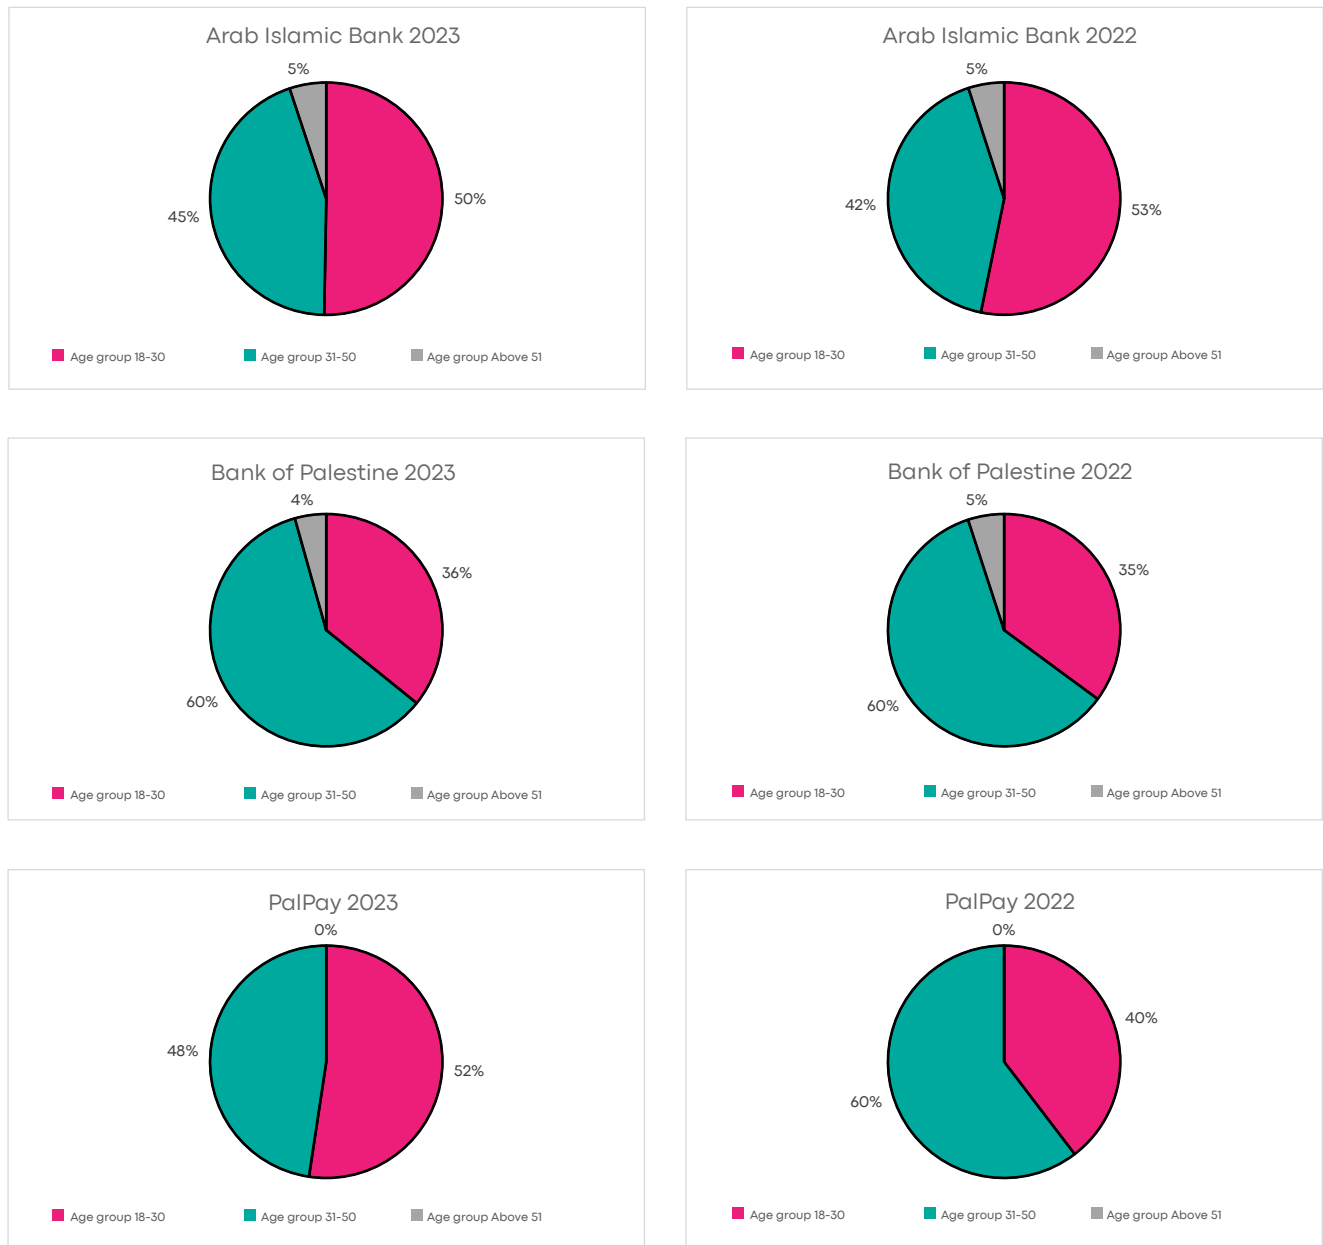 Arab Islamic Bank 2023
5%
50%
45%
Age group 18-30
Age group 31-50
Age group Above 51
Arab Islamic Bank 2022
5%
42%
53%
Age group 18-30
Age group 31-50
Age group Above 51
Bank of Palestine 2023
4%
36%
60%
Age group 18-30
Age group 31-50
Age group Above 51
Bank of Palestine 2022
5%
35%
60%
Age group 18-30
Age group 31-50
Age group Above 51
PalPay 2023
0%
48%
52%
Age group 18-30
Age group 31-50
Age group Above 51
PalPay 2022
0%
40%
60%
Age group 18-30
Age group 31-50
Age group Above 51